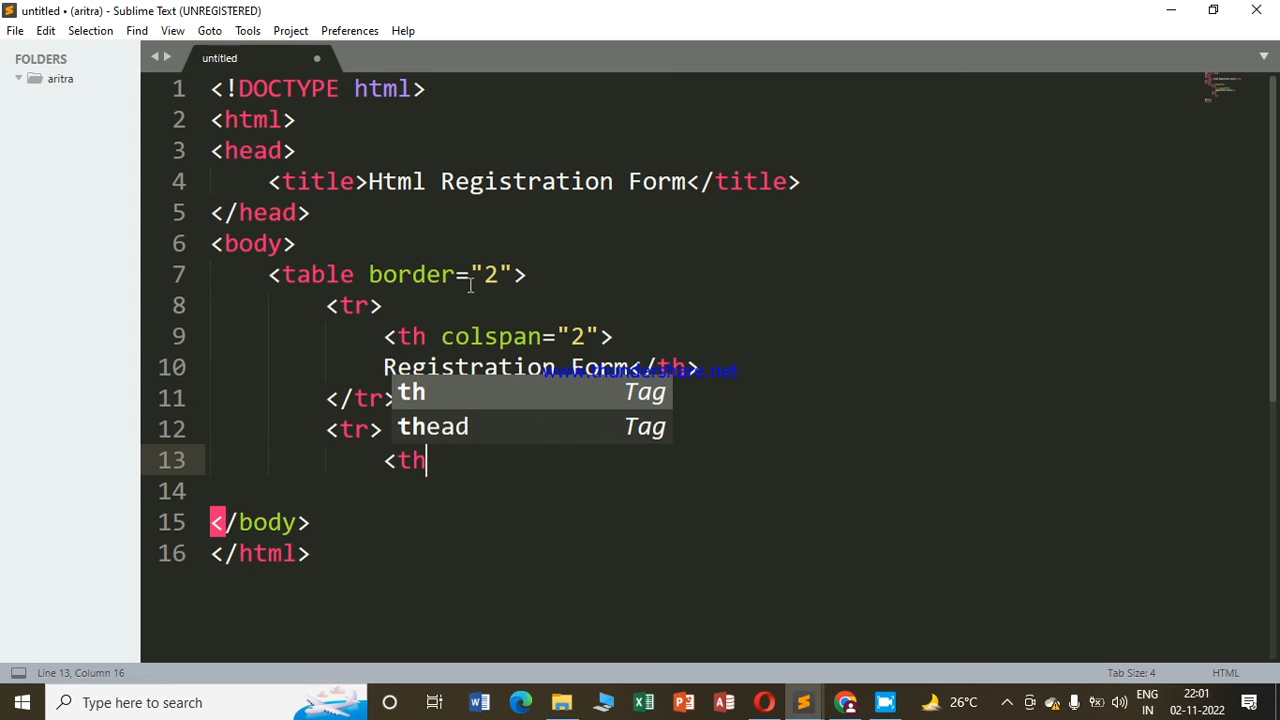 untitled • (aritra) - Sublime Text (UNREGISTERED)
File Edit Selection Find View Goto Tools Project Preferences Help
FOLDERS
aritra
untitled
1 <!DOCTYPE html>
2 <html>
3 <head>
4 <title>Html Registration Form</title>
5 </head>
6 <body>
7 <table border="2">
8 <tr>
9 <th colspan="2">
10 Registration Form</th>
www.thundershare.net
11 </tr>
th Tag
12 <tr>
thead Tag
13 <th
14
15 </body>
16 </html>
Line 13, Column 16
Tab Size: 4
HTML
Type here to search
26°C
ENG
IN
22:01
02-11-2022